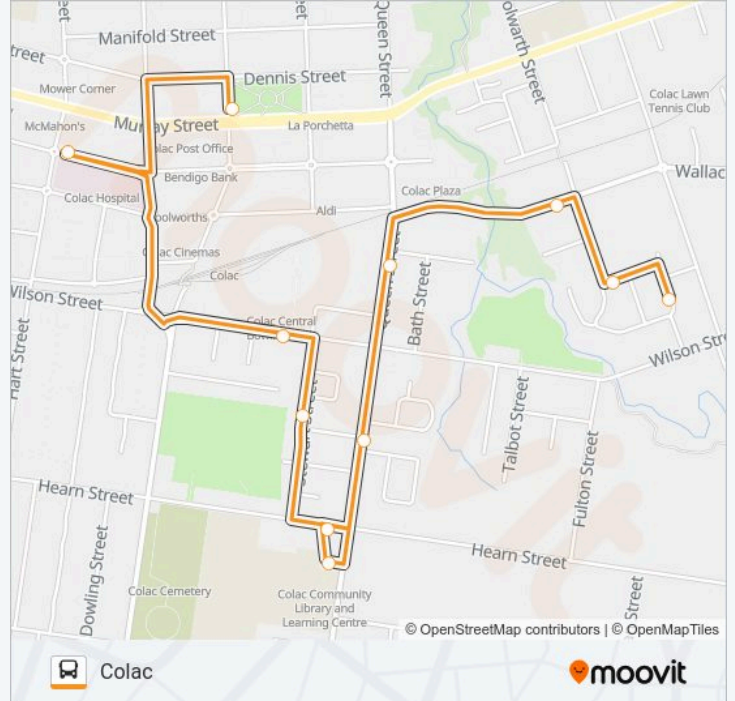 Manifold Street
Queen Street
Dennis Street
Mower Corner
McMahon's
Murray Street
La Porchetta
Colac Lawn
Tennis Club
Colac Post Office
Bendigo Bank
Colac Plaza
Wallac
Colac Hospital
Woolworths
Aldi
Colac Cinemas
Colac
Wilson Street
Colac Central
Bath Street
Wilson Stre
Hart Street
Talbot Street
Fulton Street
Hearn Street
Hearn Street
Dowling Street
Colac Cemetery
Colac Community
Library and
Learning Centre
Street
© OpenStreetMap contributors | © OpenMapTiles
Colac
moovit